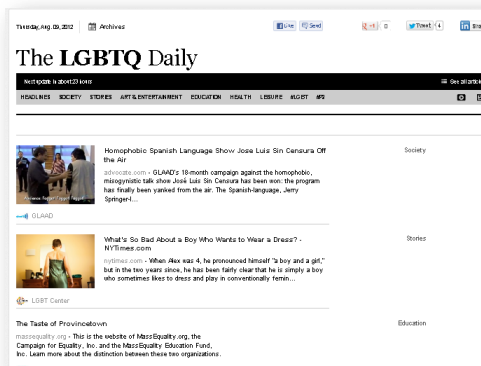 Thursday, Aug. 09, 2012 Archives Like Send +1 0 Tweet 4 Sha
The LGBTQ Daily
Next update in about 23 hours See all articl
HEADLINES SOCIETY STORIES ART & ENTERTAINMENT EDUCATION HEALTH LEISURE #LGBT
Homophobic Spanish Language Show Jose Luis Sin Censura Off
the Air
Society
advocate.com - GLAAD's 18-month campaign against the homophobic,
misogynistic talk show José Luis Sin Censura has been won: the program
has finally been yanked from the air. The Spanish-language, Jerry
Springer-l...
GLAAD
What's So Bad About a Boy Who Wants to Wear a Dress? -
NYTimes.com
Stories
nytimes.com - When Alex was 4, he pronounced himself "a boy and a girl,"
but in the two years since, he has been fairly clear that he is simply a boy
who sometimes likes to dress and play in conventionally femin...
LGBT Center
The Taste of Provincetown
Education
massequality.org - This is the website of MassEquality.org, the
Campaign for Equality, Inc. and the MassEquality Education Fund,
Inc. Learn more about the distinction between these two organizations.